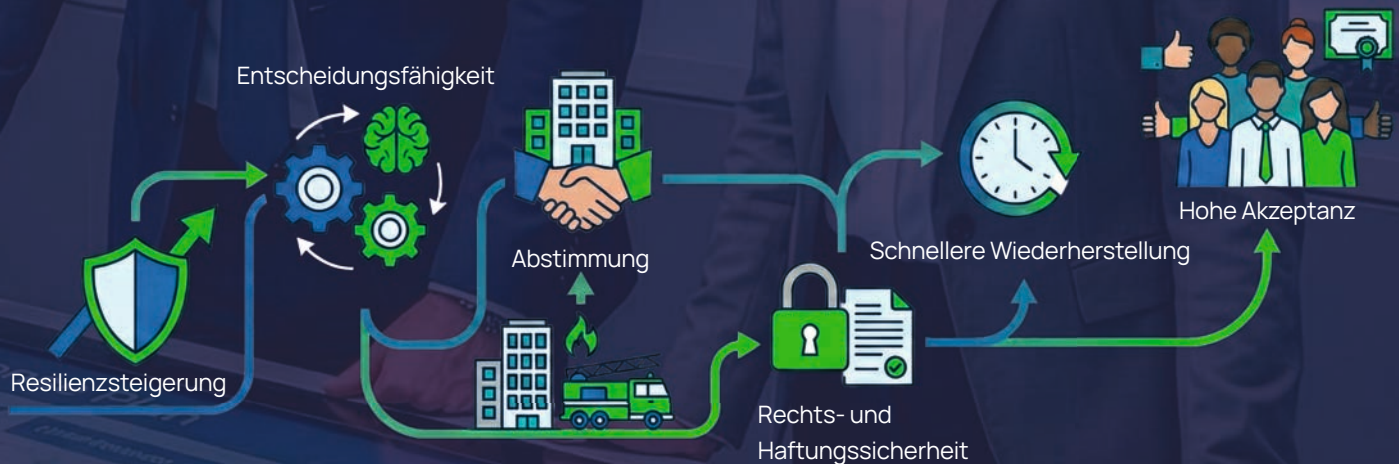 Entscheidungsfähigkeit
Hohe Akzeptanz
Abstimmung
Schnellere Wiederherstellung
Resilienzsteigerung
Rechts- und
Haftungssicherheit